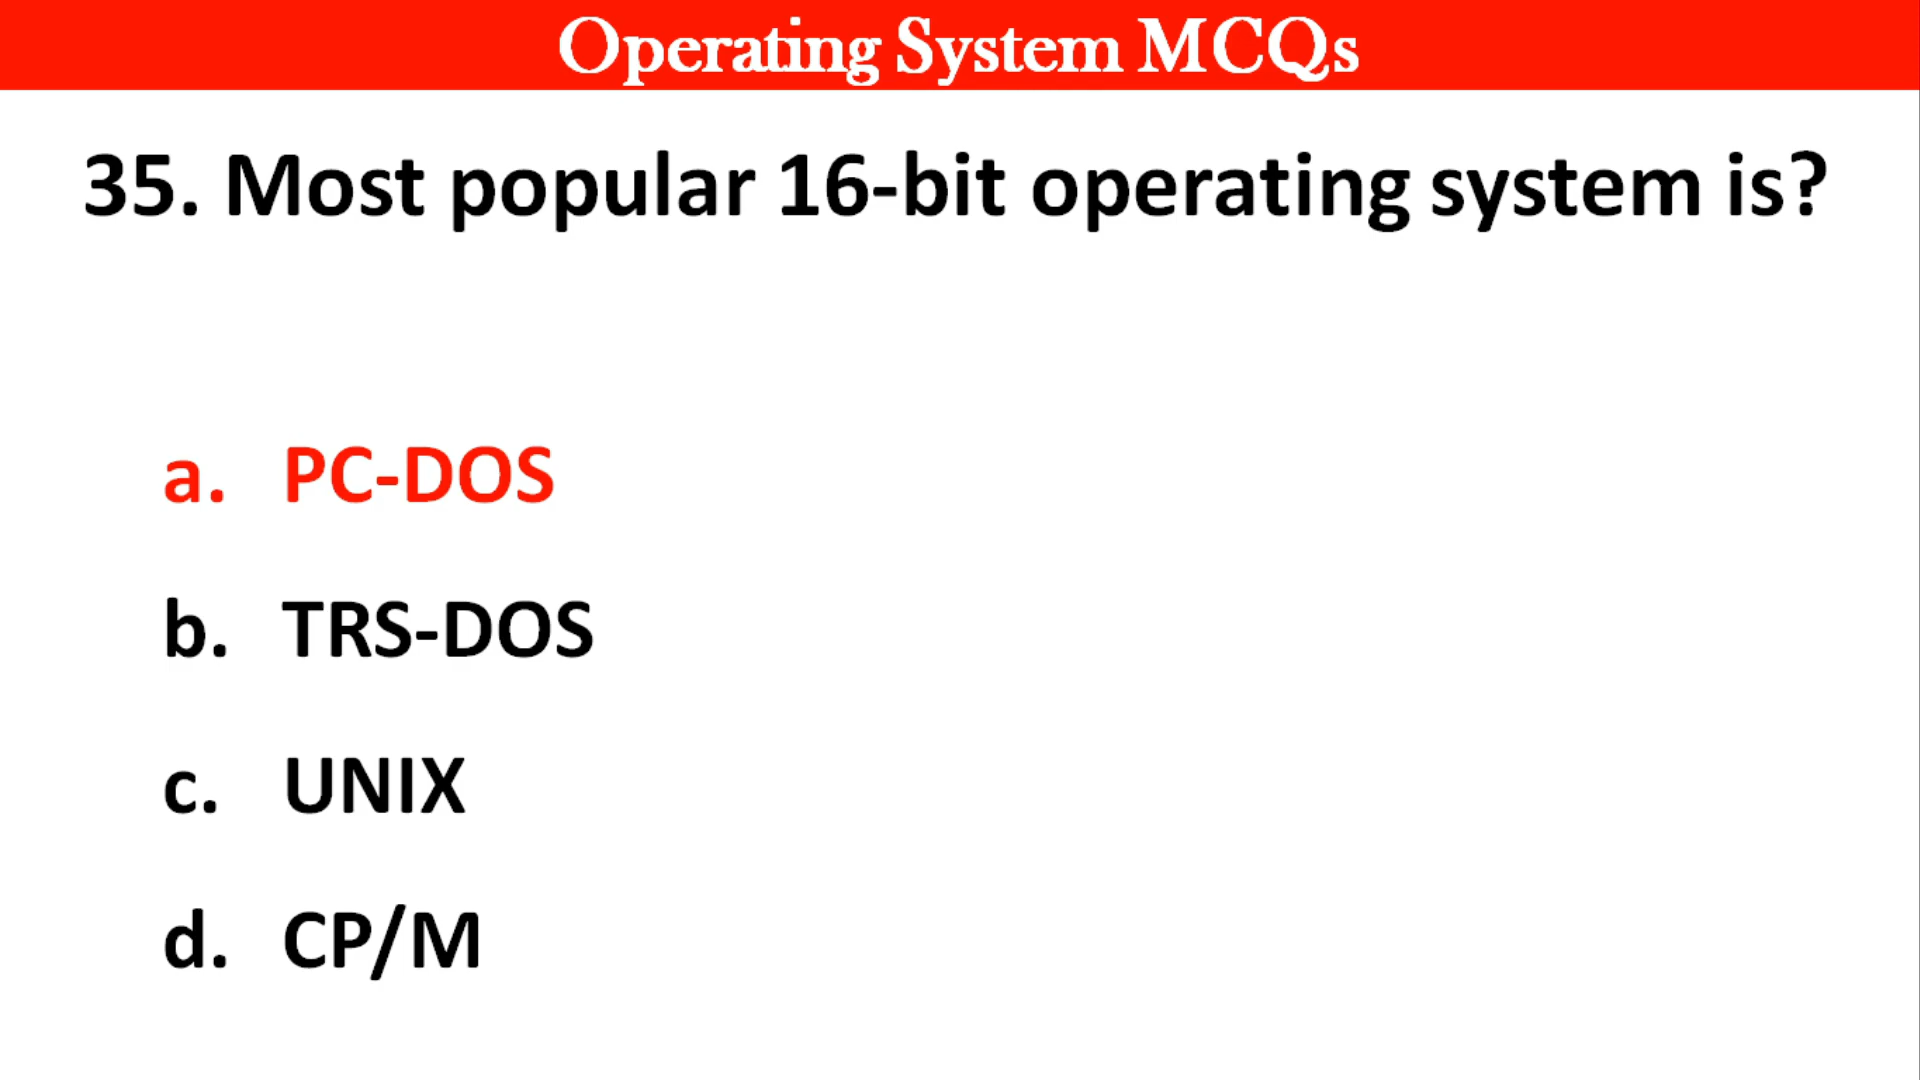 Operating System MCQs
35. Most popular 16-bit operating system is?
a. PC-DOS
b. TRS-DOS
c. UNIX
d. CP/M